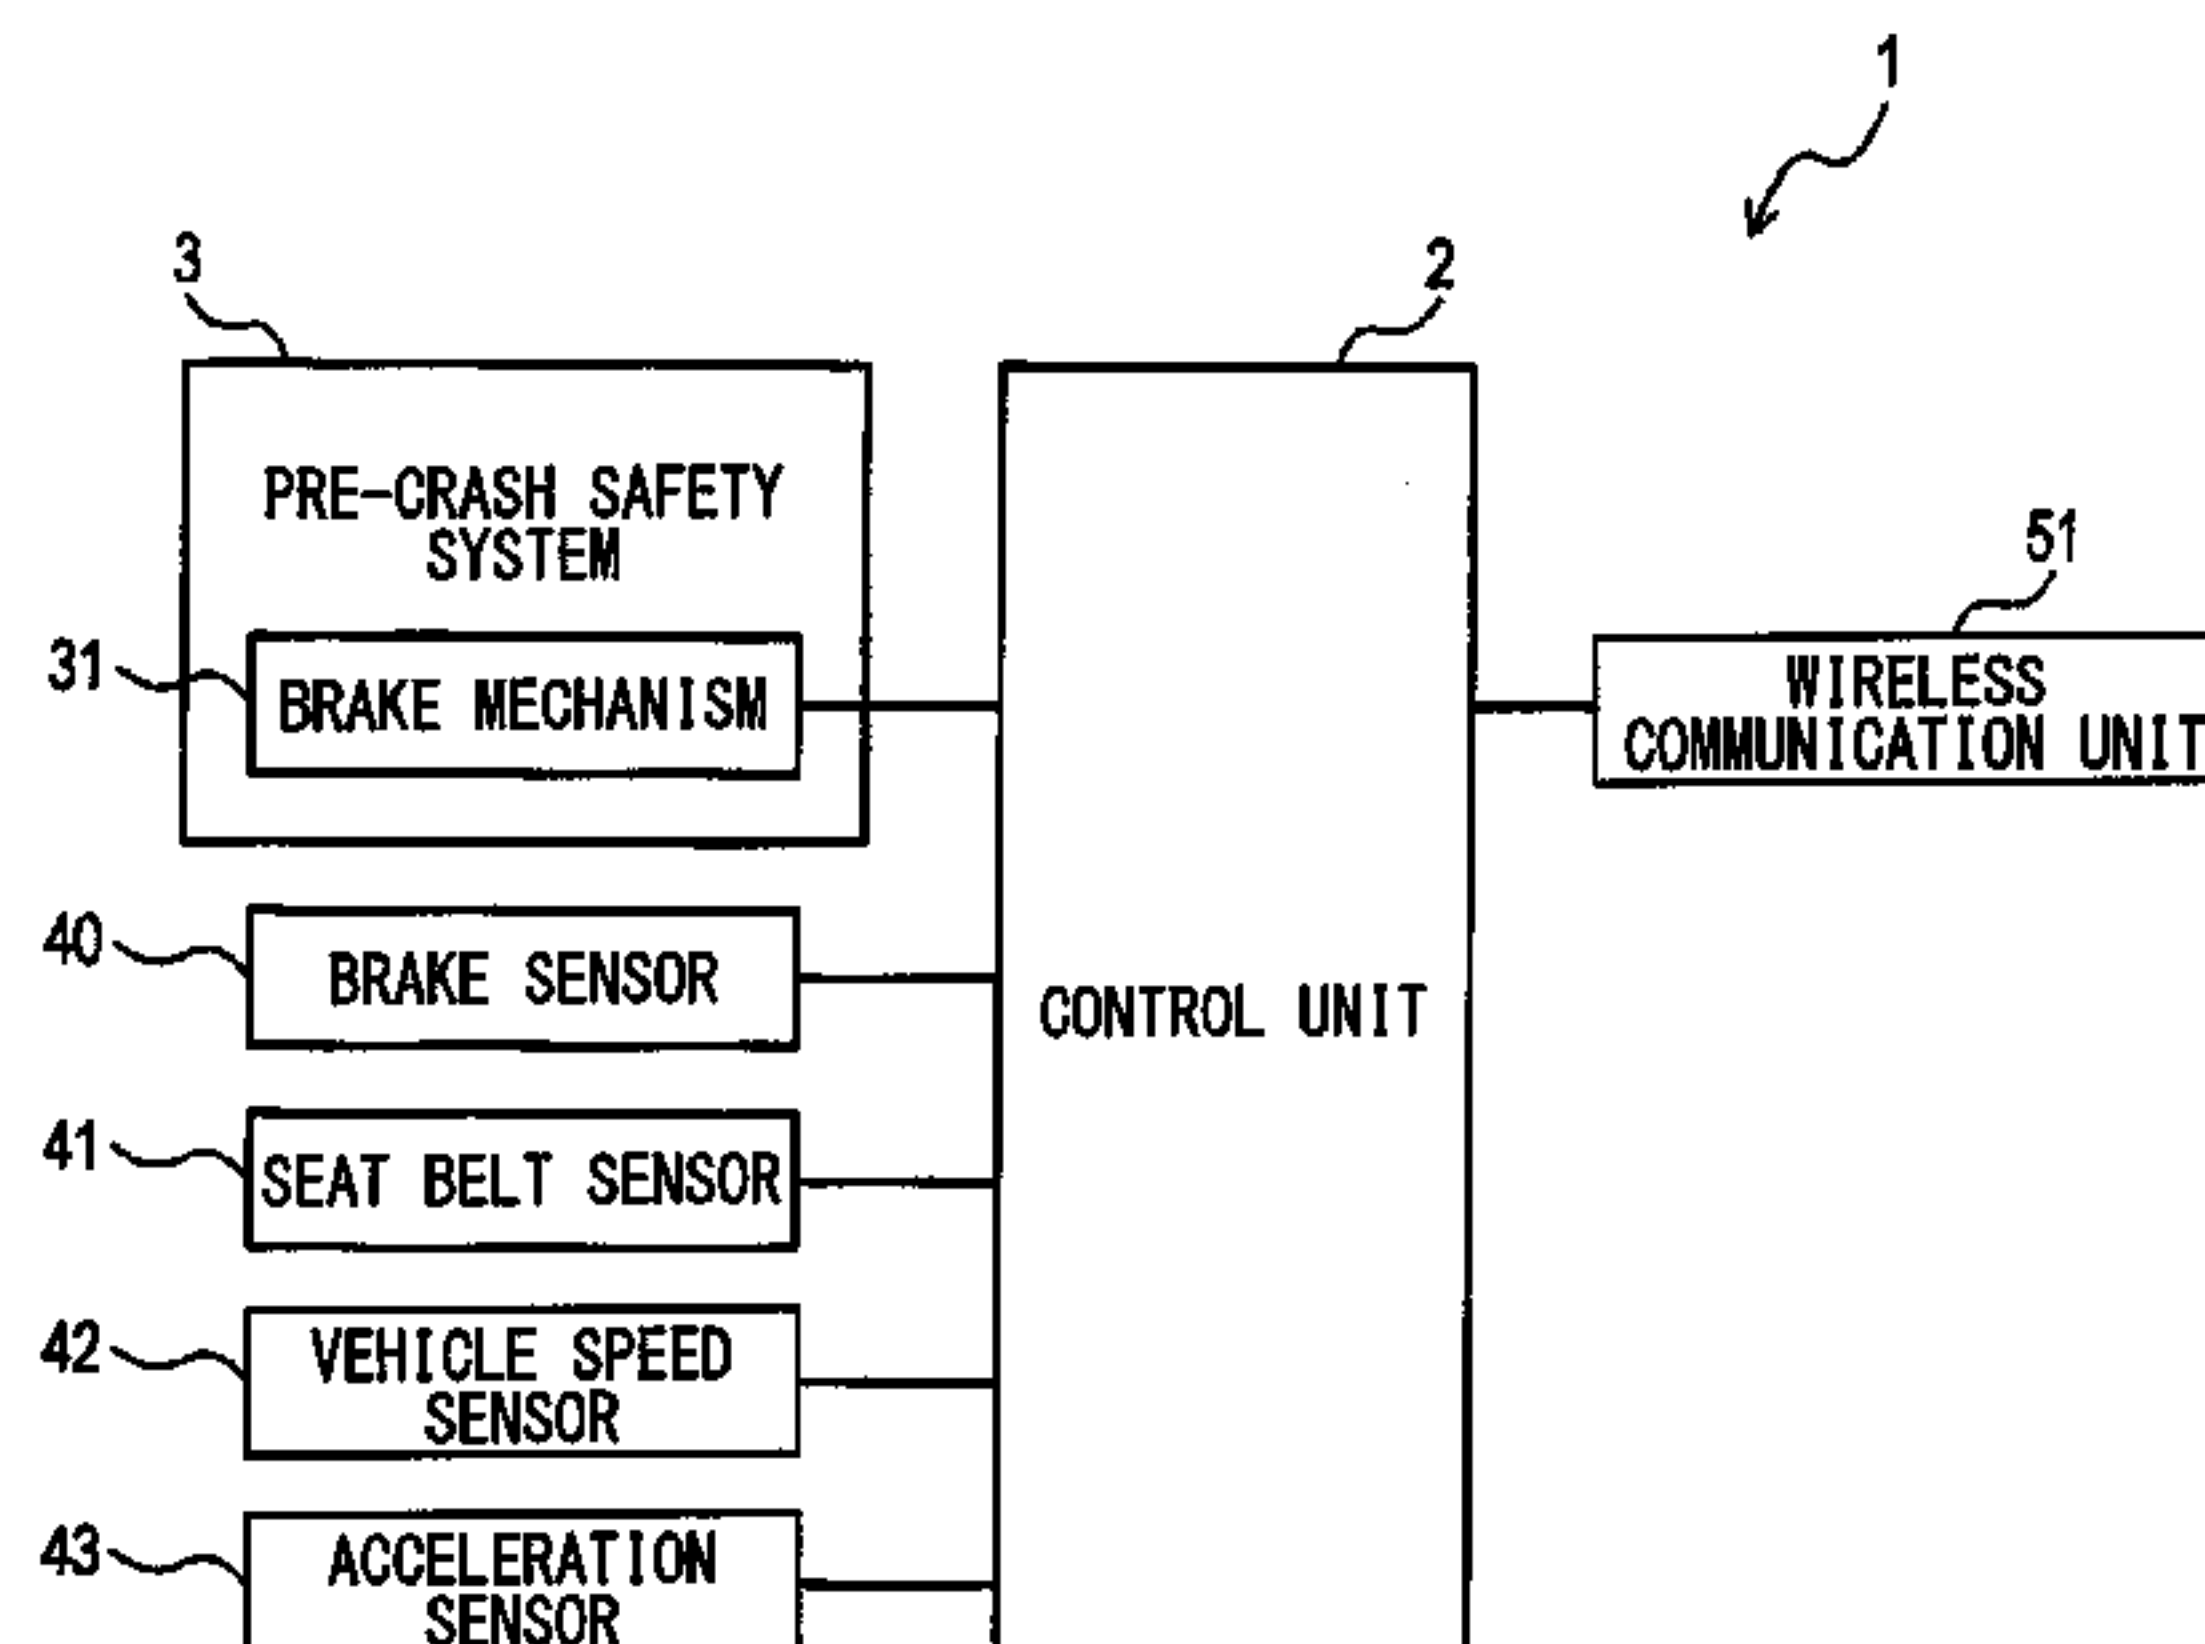 1
3
2
PRE-CRASH SAFETY
SYSTEM
51
31
BRAKE MECHANISM
WIRELESS
COMMUNICATION UNIT
40
BRAKE SENSOR
CONTROL UNIT
41
SEAT BELT SENSOR
42
VEHICLE SPEED
SENSOR
43
ACCELERATION
SENSOR